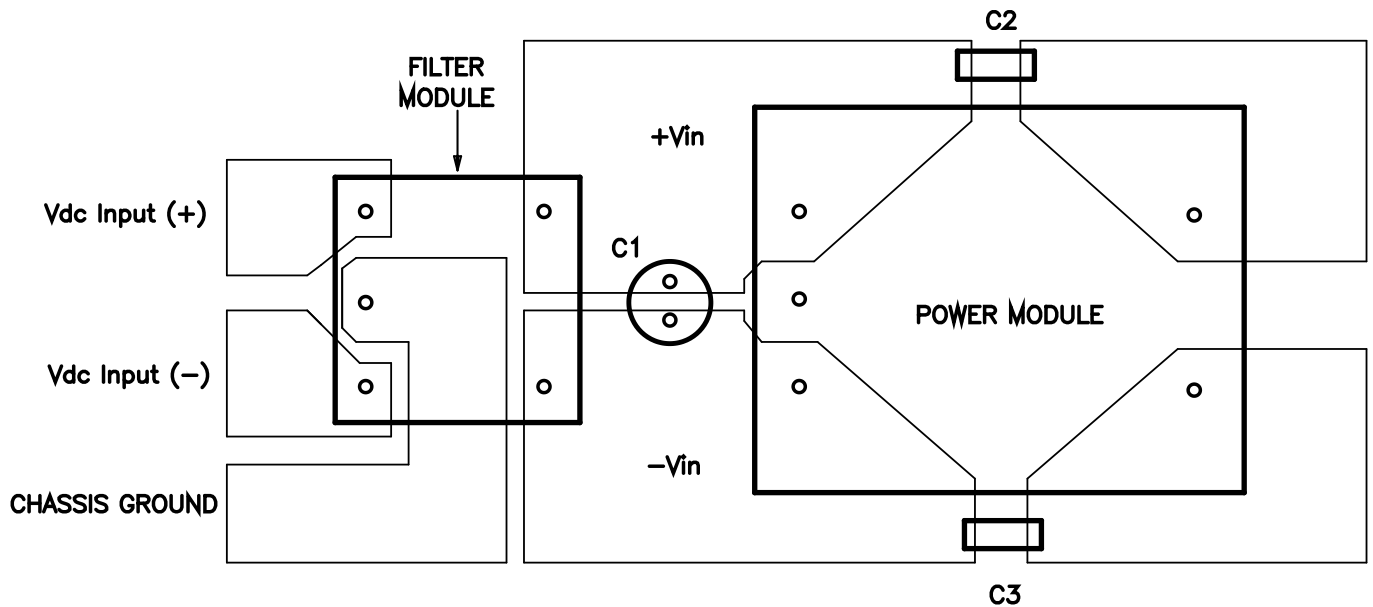 C2
FILTER
MODULE
+Vin
Vdc Input (+)
C1
POWER MODULE
Vdc Input (−)
−Vin
CHASSIS GROUND
C3